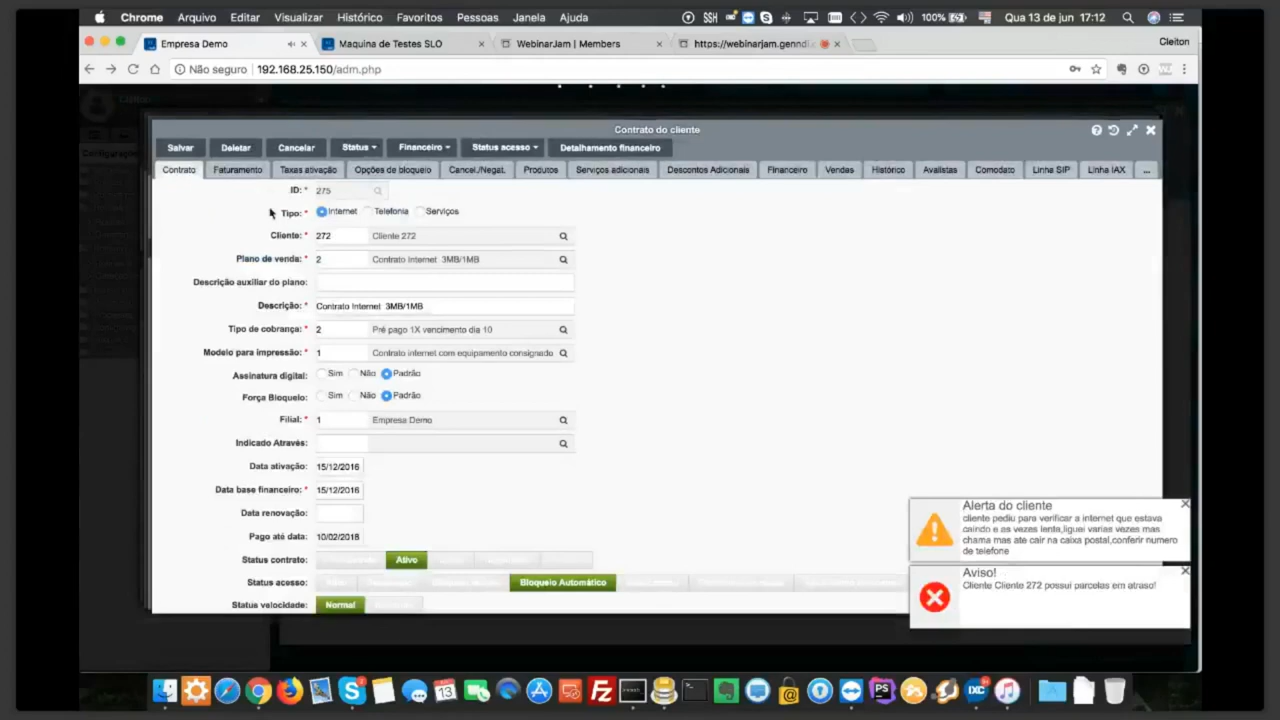 Chrome Arquivo Editar Visualizar Histórico Favoritos Pessoas Janela Ajuda SSH 100% Qua 13 de jun 17:12
Empresa Demo Maquina de Testes SLO WebinarJam | Members https://webinarjam.genndi. Cleiton
Não seguro 192.168.25.150/adm.php
Contrato do cliente
Salvar Deletar Cancelar Status Financeiro Status acesso Detalhamento financeiro
Contrato Faturamento Taxas ativação Opções de bloqueio Cancel./Negat. Produtos Serviços adicionais Descontos Adicionais Financeiro Vendas Histórico Avalistas Comodato Linha SIP Linha IAX ...
ID: * 275
Tipo: * Internet Telefonia Serviços
Cliente: * 272 Cliente 272
Plano de venda: * 2 Contrato Internet 3MB/1MB
Descrição auxiliar do plano:
Descrição: * Contrato Internet 3MB/1MB
Tipo de cobrança: * 2 Pré pago 1X vencimento dia 10
Modelo para impressão: * 1 Contrato internet com equipamento consignado
Assinatura digital: Sim Não Padrão
Força Bloqueio: Sim Não Padrão
Filial: * 1 Empresa Demo
Indicado Através:
Data ativação: 15/12/2016
Data base financeiro: * 15/12/2016
Data renovação:
Pago até data: 10/02/2018
Status contrato: Ativo
Status acesso: Bloqueio Automático
Status velocidade: Normal
Alerta do cliente
cliente pediu para verificar a internet que estava
caindo e as vezes lenta,liguei varias vezes mas
chama mas ate cair na caixa postal,conferir numero
de telefone
Aviso!
Cliente Cliente 272 possui parcelas em atraso!
13 FZ PS IXC